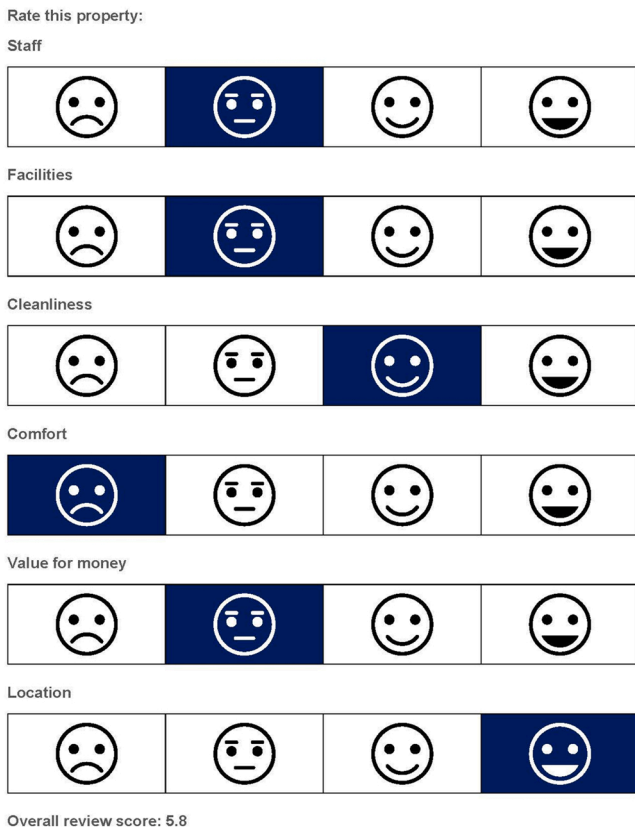 Rate this property:
Staff
Facilities
Cleanliness
Comfort
Value for money
Location
Overall review score: 5.8